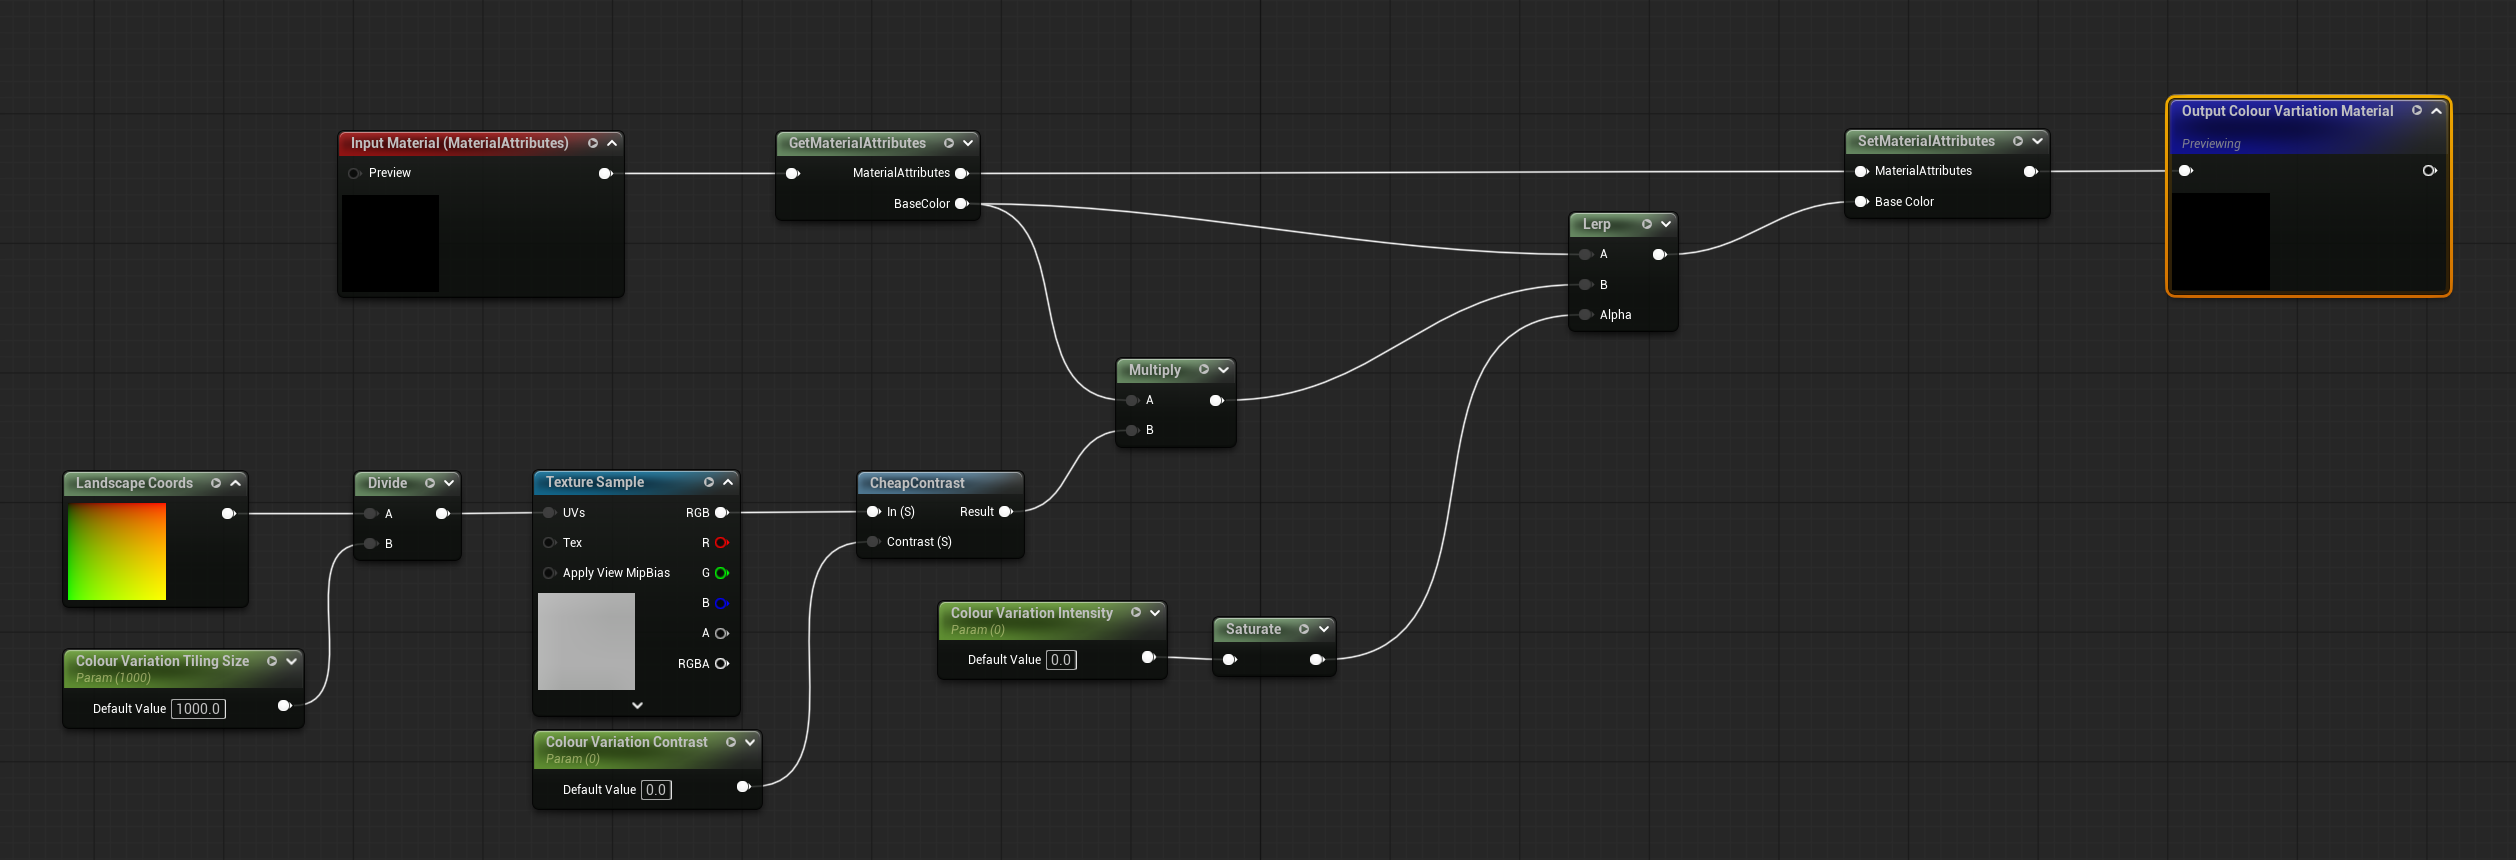 Input Material (MaterialAttributes)
Preview
GetMaterialAttributes
MaterialAttributes
BaseColor
SetMaterialAttributes
MaterialAttributes
Base Color
Output Colour Vartiation Material
Previewing
Lerp
A
B
Alpha
Multiply
A
B
Landscape Coords
Divide
A
B
Texture Sample
UVs
RGB
Tex
R
Apply View MipBias
G
B
A
RGBA
CheapContrast
In (S)
Result
Contrast (S)
Colour Variation Intensity
Param (0)
Default Value 0.0
Saturate
Colour Variation Tiling Size
Param (1000)
Default Value 1000.0
Colour Variation Contrast
Param (0)
Default Value 0.0